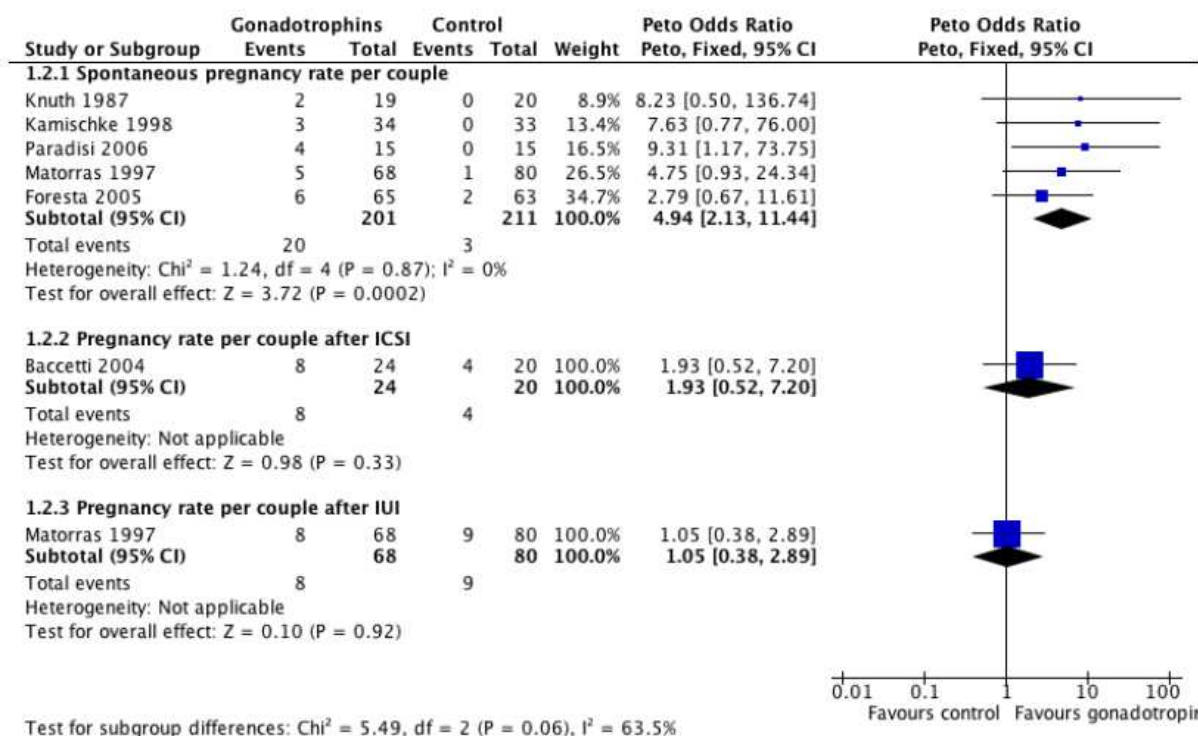 Gonadotrophins Control Peto Odds Ratio Peto Odds Ratio
Study or Subgroup Events Total Events Total Weight Peto, Fixed, 95% CI Peto, Fixed, 95% CI
1.2.1 Spontaneous pregnancy rate per couple
Knuth 1987 2 19 0 20 8.9% 8.23 [0.50, 136.74]
Kamischke 1998 3 34 0 33 13.4% 7.63 [0.77, 76.00]
Paradisi 2006 4 15 0 15 16.5% 9.31 [1.17, 73.75]
Matorras 1997 5 68 1 80 26.5% 4.75 [0.93, 24.34]
Foresta 2005 6 65 2 63 34.7% 2.79 [0.67, 11.61]
Subtotal (95% CI) 201 211 100.0% 4.94 [2.13, 11.44]
Total events 20 3
Heterogeneity: Chi² = 1.24, df = 4 (P = 0.87); I² = 0%
Test for overall effect: Z = 3.72 (P = 0.0002)
1.2.2 Pregnancy rate per couple after ICSI
Baccetti 2004 8 24 4 20 100.0% 1.93 [0.52, 7.20]
Subtotal (95% CI) 24 20 100.0% 1.93 [0.52, 7.20]
Total events 8 4
Heterogeneity: Not applicable
Test for overall effect: Z = 0.98 (P = 0.33)
1.2.3 Pregnancy rate per couple after IUI
Matorras 1997 8 68 9 80 100.0% 1.05 [0.38, 2.89]
Subtotal (95% CI) 68 80 100.0% 1.05 [0.38, 2.89]
Total events 8 9
Heterogeneity: Not applicable
Test for overall effect: Z = 0.10 (P = 0.92)
0.01 0.1 1 10 100
Favours control Favours gonadotropin
Test for subgroup differences: Chi² = 5.49, df = 2 (P = 0.06), I² = 63.5%